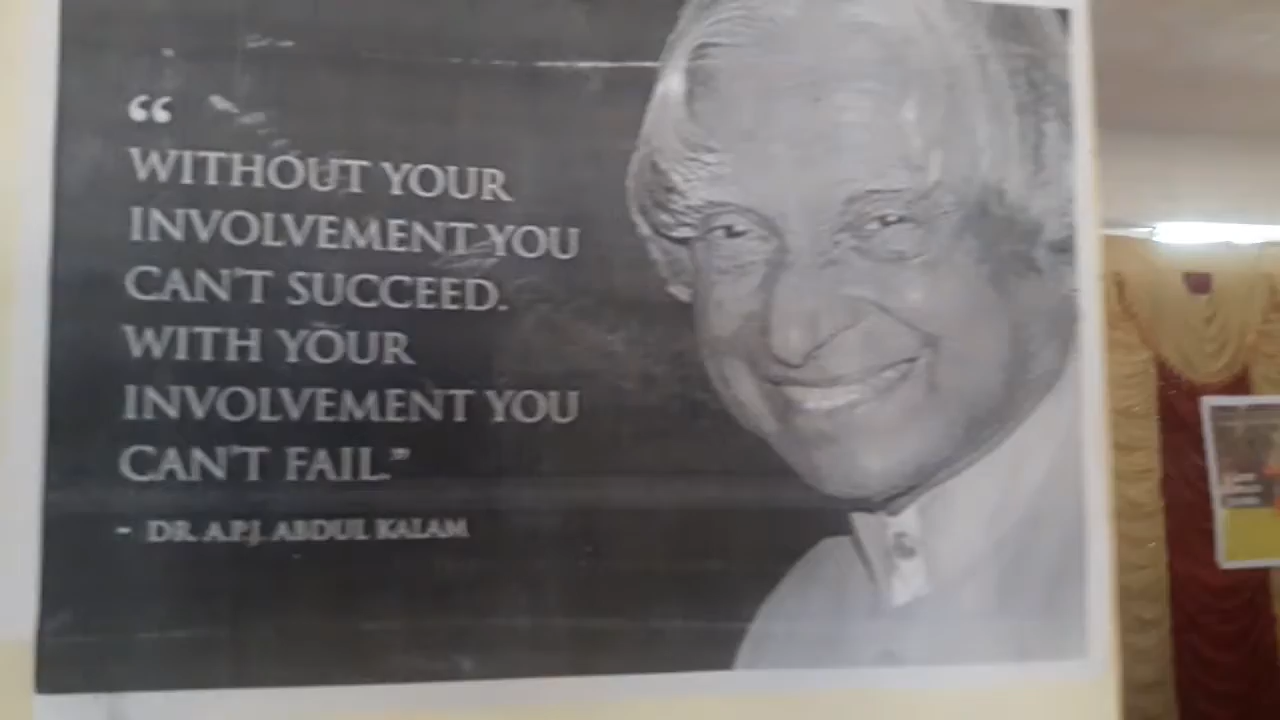 “
WITHOUT YOUR
INVOLVEMENT YOU
CAN'T SUCCEED.
WITH YOUR
INVOLVEMENT YOU
CAN'T FAIL.”
- DR. A.P.J. ABDUL KALAM